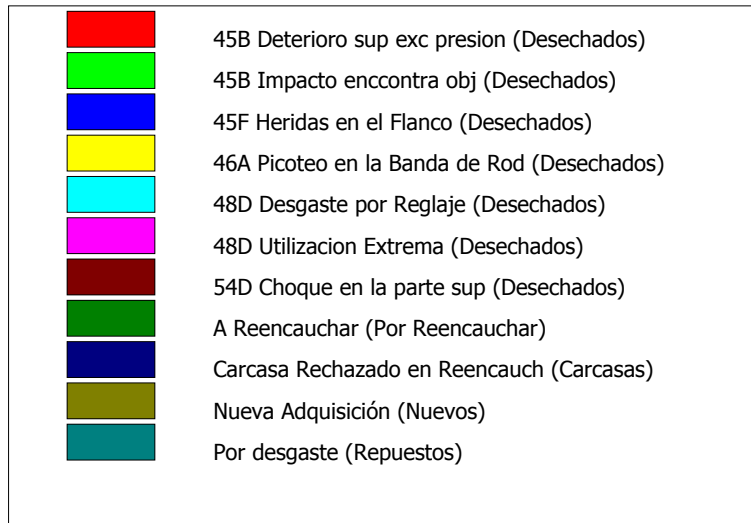 45B Deterioro sup exc presion (Desechados)
45B Impacto enccontra obj (Desechados)
45F Heridas en el Flanco (Desechados)
46A Picoteo en la Banda de Rod (Desechados)
48D Desgaste por Reglaje (Desechados)
48D Utilizacion Extrema (Desechados)
54D Choque en la parte sup (Desechados)
A Reencauchar (Por Reencauchar)
Carcasa Rechazado en Reencauch (Carcasas)
Nueva Adquisición (Nuevos)
Por desgaste (Repuestos)